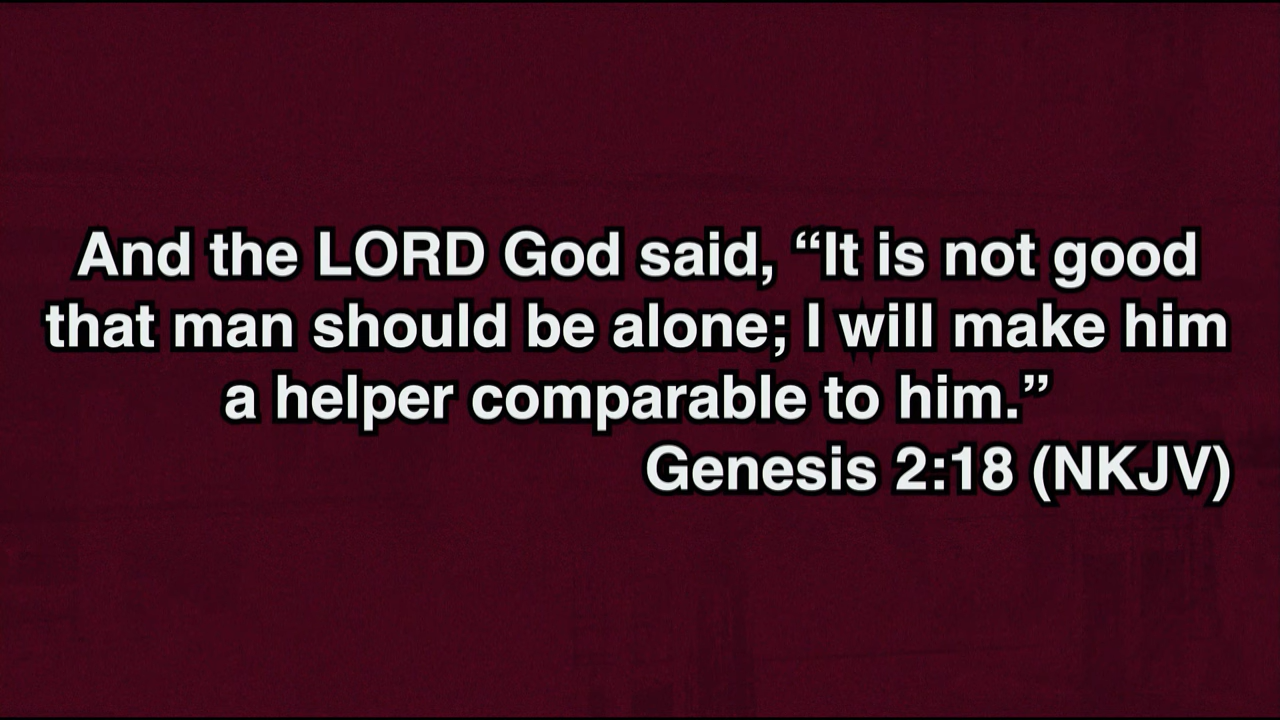 And the LORD God said, “It is not good
that man should be alone; I will make him
a helper comparable to him.”
Genesis 2:18 (NKJV)